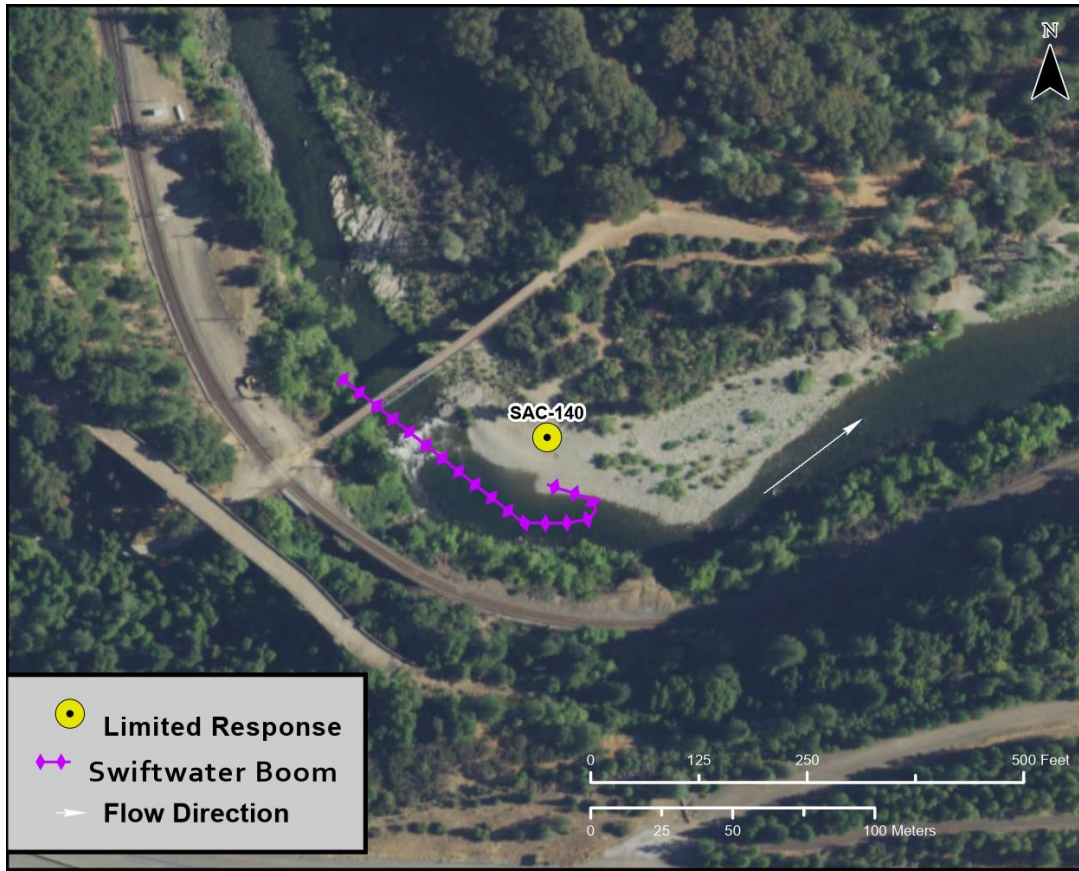 N
SAC-140
Limited Response
Swiftwater Boom
Flow Direction
0 125 250 500 Feet
0 25 50 100 Meters